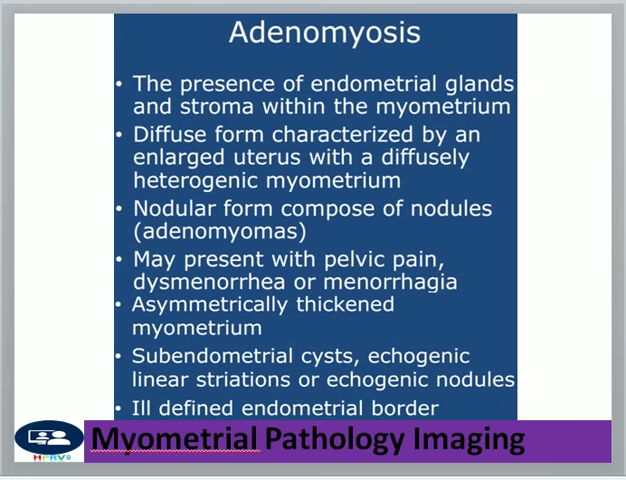 Adenomyosis
• The presence of endometrial glands
and stroma within the myometrium
• Diffuse form characterized by an
enlarged uterus with a diffusely
heterogenic myometrium
• Nodular form compose of nodules
(adenomyomas)
• May present with pelvic pain,
dysmenorrhea or menorrhagia
• Asymmetrically thickened
myometrium
• Subendometrial cysts, echogenic
linear striations or echogenic nodules
• Ill defined endometrial border
Myometrial Pathology Imaging